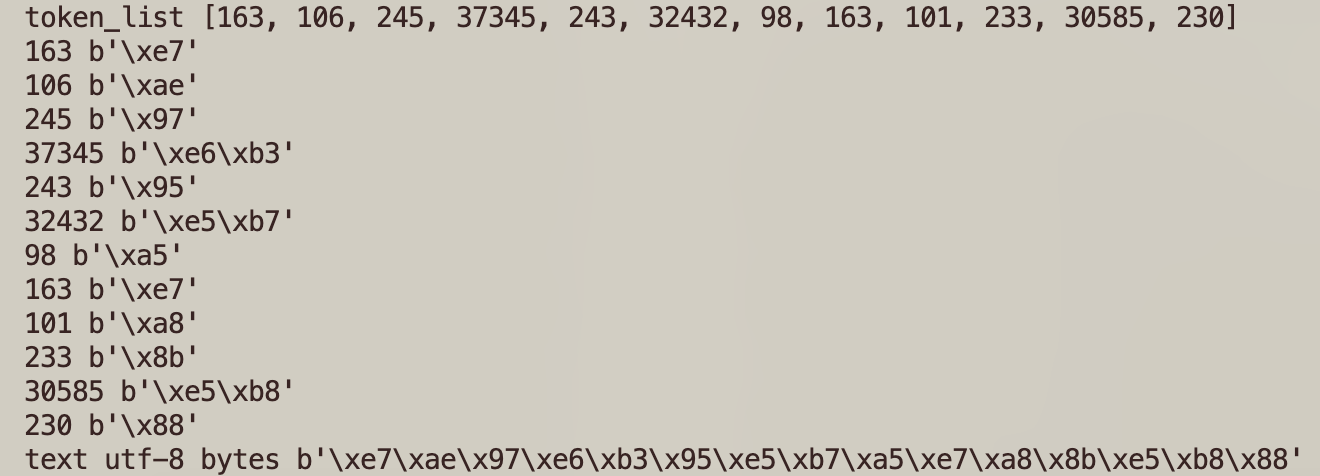 token_list [163, 106, 245, 37345, 243, 32432, 98, 163, 101, 233, 30585, 230]
163 b'\xe7'
106 b'\xae'
245 b'\x97'
37345 b'\xe6\xb3'
243 b'\x95'
32432 b'\xe5\xb7'
98 b'\xa5'
163 b'\xe7'
101 b'\xa8'
233 b'\x8b'
30585 b'\xe5\xb8'
230 b'\x88'
text utf-8 bytes b'\xe7\xae\x97\xe6\xb3\x95\xe5\xb7\xa5\xe7\xa8\x8b\xe5\xb8\x88'